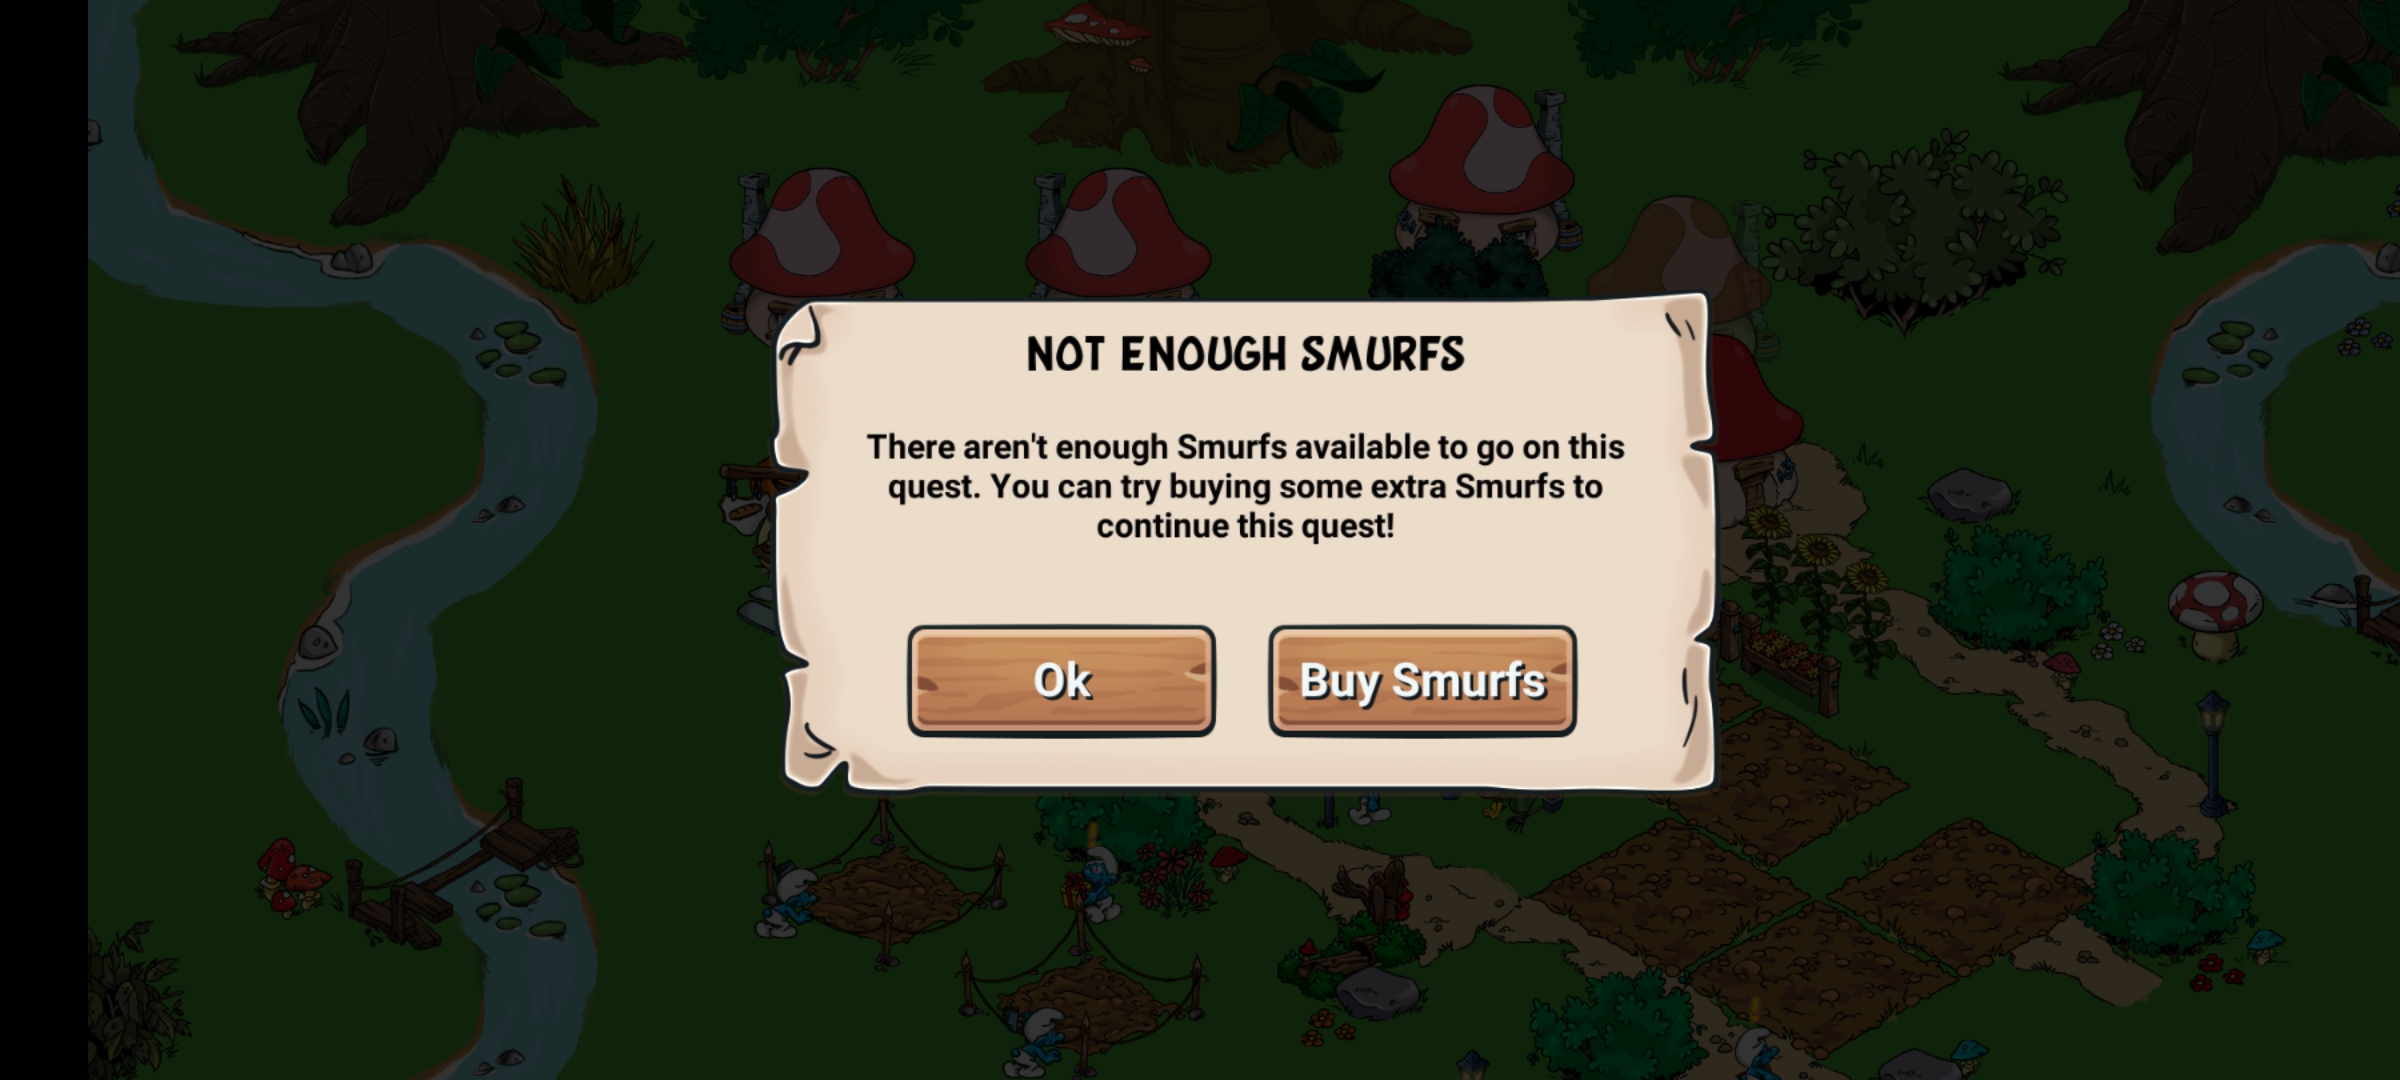 NOT ENOUGH SMURFS
There aren't enough Smurfs available to go on this
quest. You can try buying some extra Smurfs to
continue this quest!
Ok
Buy Smurfs